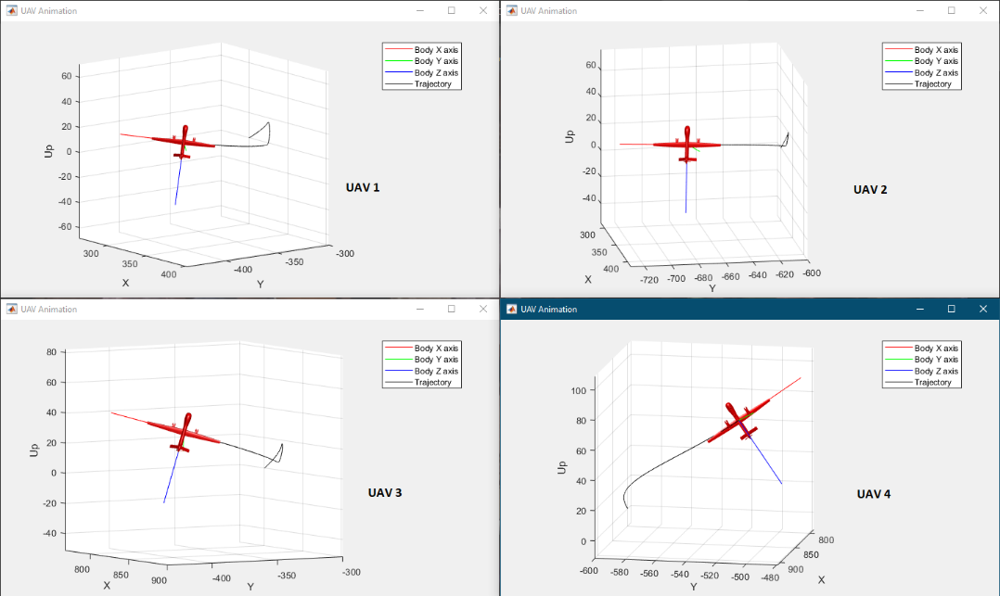 UAV Animation
Body X axis
Body Y axis
Body Z axis
Trajectory
60
40
20
0
-20
-40
-60
Up
300
350
400
X
-400
-350
-300
Y
UAV 1
UAV Animation
Body X axis
Body Y axis
Body Z axis
Trajectory
60
40
20
0
-20
-40
Up
300
350
400
X
-720
-700
-680
-660
-640
-620
-600
Y
UAV 2
UAV Animation
Body X axis
Body Y axis
Body Z axis
Trajectory
80
60
40
20
0
-20
-40
Up
800
850
900
X
-400
-300
Y
UAV 3
UAV Animation
Body X axis
Body Y axis
Body Z axis
Trajectory
100
80
60
40
20
0
Up
-600
-580
-560
-540
-520
-500
-480
Y
800
850
900
X
UAV 4